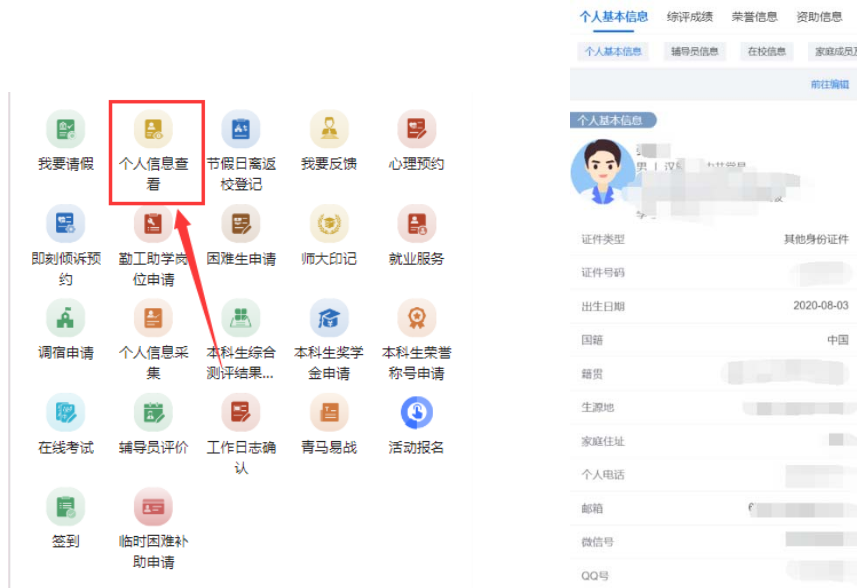 我要请假
个人信息查
看
节假日离返
校登记
我要反馈
心理预约
即刻倾诉预
约
勤工助学岗
位申请
困难生申请
师大印记
就业服务
调宿申请
个人信息采
集
本科生综合
测评结果...
本科生奖学
金申请
本科生荣誉
称号申请
在线考试
辅导员评价
工作日志确
认
青马易战
活动报名
签到
临时困难补
助申请
个人基本信息 综评成绩 荣誉信息 资助信息
个人基本信息 辅导员信息 在校信息 家庭成员
前往编辑
个人基本信息
男 | 汉
证件类型 其他身份证件
证件号码
出生日期 2020-08-03
国籍 中国
籍贯
生源地
家庭住址
个人电话
邮箱
微信号
QQ号